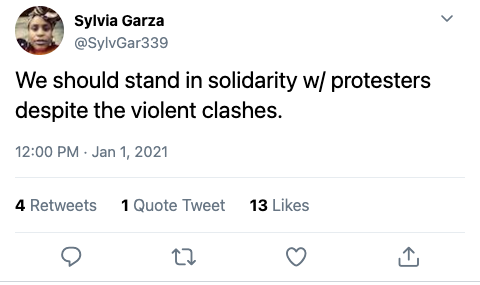 Sylvia Garza
@SylvGar339
We should stand in solidarity w/ protesters
despite the violent clashes.
12:00 PM · Jan 1, 2021
4 Retweets 1 Quote Tweet 13 Likes